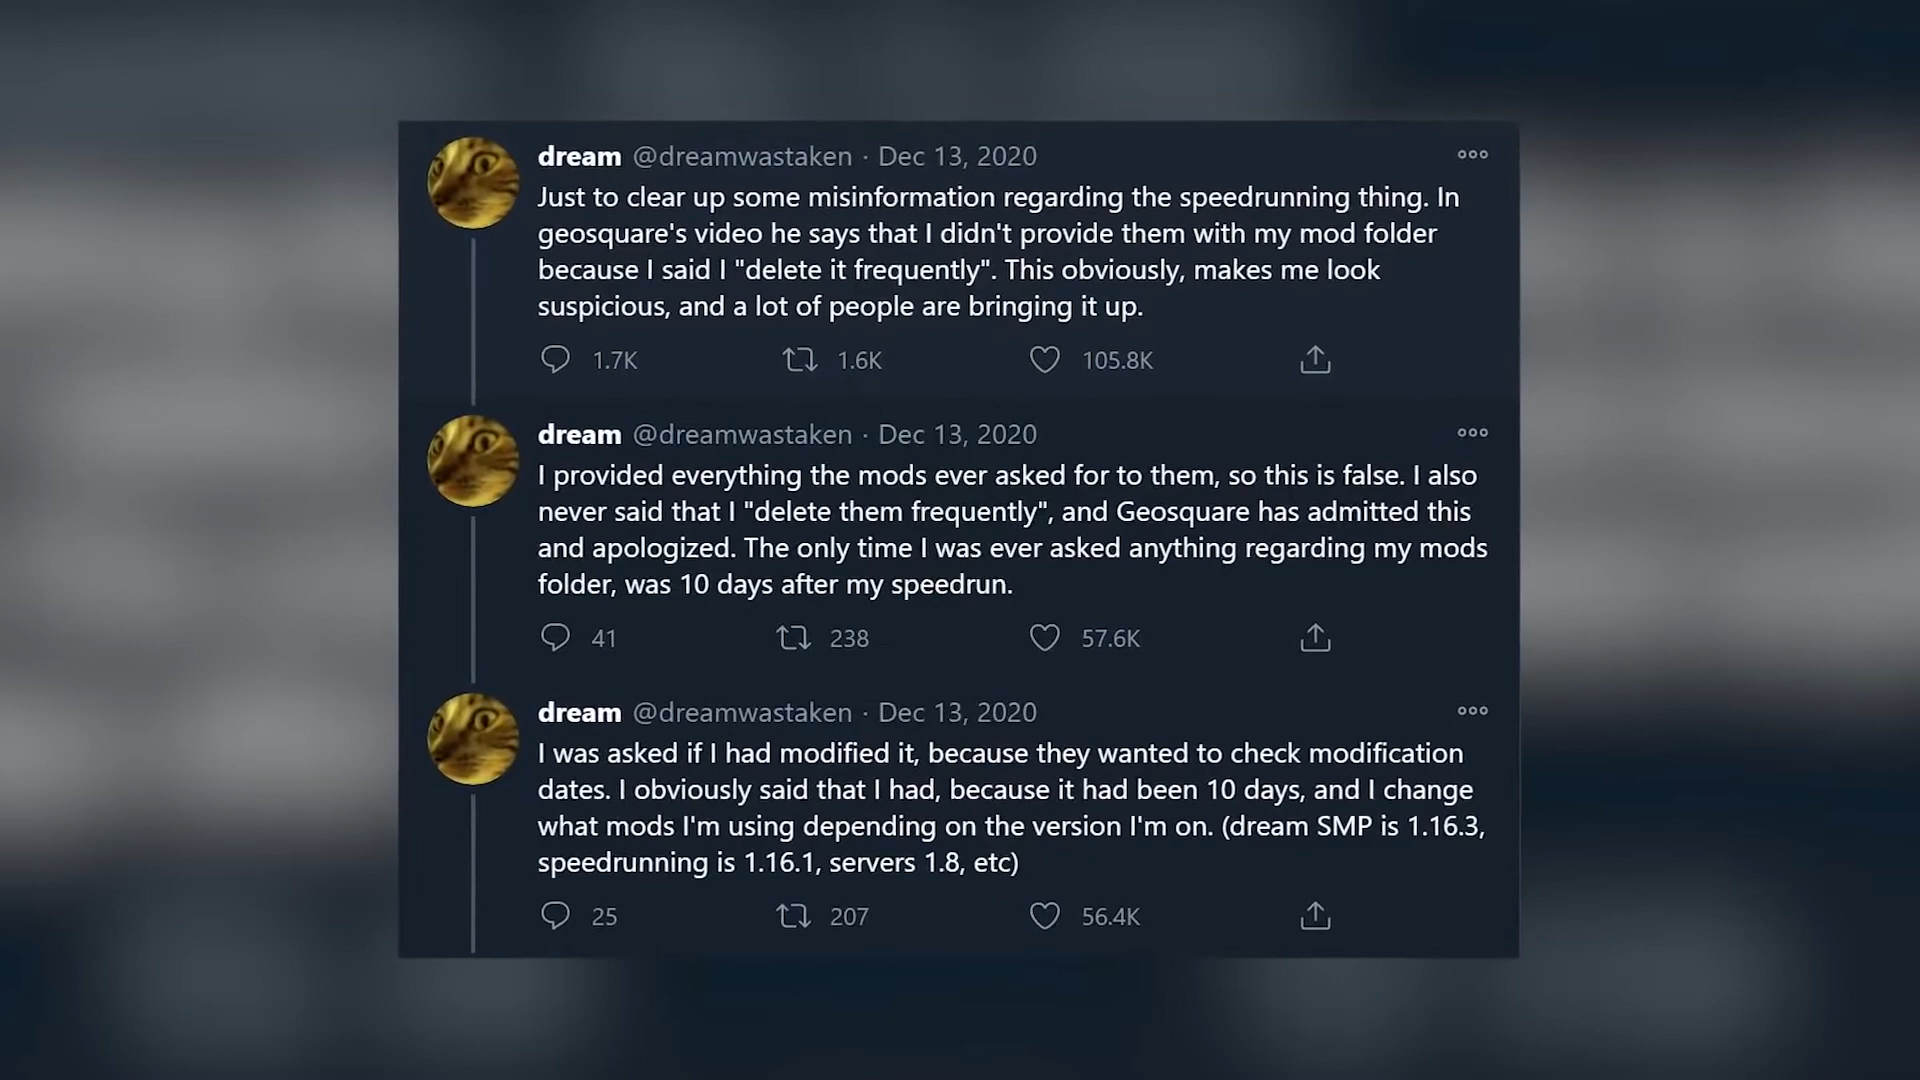 dream @dreamwastaken · Dec 13, 2020
Just to clear up some misinformation regarding the speedrunning thing. In
geosquare's video he says that I didn't provide them with my mod folder
because I said I "delete it frequently". This obviously, makes me look
suspicious, and a lot of people are bringing it up.
1.7K 1.6K 105.8K
dream @dreamwastaken · Dec 13, 2020
I provided everything the mods ever asked for to them, so this is false. I also
never said that I "delete them frequently", and Geosquare has admitted this
and apologized. The only time I was ever asked anything regarding my mods
folder, was 10 days after my speedrun.
41 238 57.6K
dream @dreamwastaken · Dec 13, 2020
I was asked if I had modified it, because they wanted to check modification
dates. I obviously said that I had, because it had been 10 days, and I change
what mods I'm using depending on the version I'm on. (dream SMP is 1.16.3,
speedrunning is 1.16.1, servers 1.8, etc)
25 207 56.4K